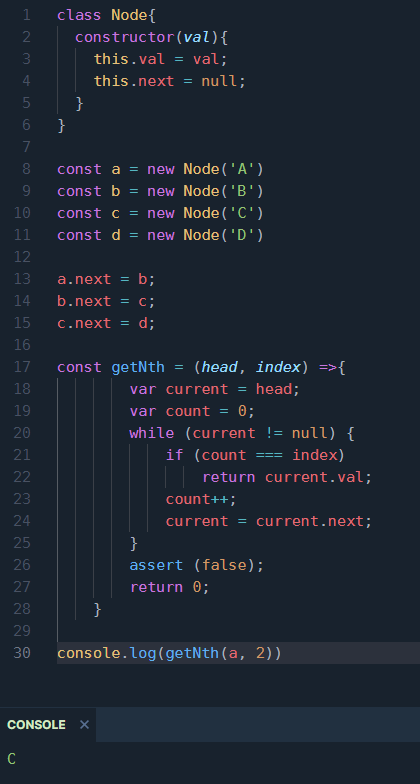 1 class Node{
2   constructor(val){
3     this.val = val;
4     this.next = null;
5   }
6 }
7
8 const a = new Node('A')
9 const b = new Node('B')
10 const c = new Node('C')
11 const d = new Node('D')
12
13 a.next = b;
14 b.next = c;
15 c.next = d;
16
17 const getNth = (head, index) =>{
18         var current = head;
19         var count = 0;
20         while (current != null) {
21             if (count === index)
22                 return current.val;
23             count++;
24             current = current.next;
25         }
26         assert (false);
27         return 0;
28     }
29
30 console.log(getNth(a, 2))
CONSOLE ×
C